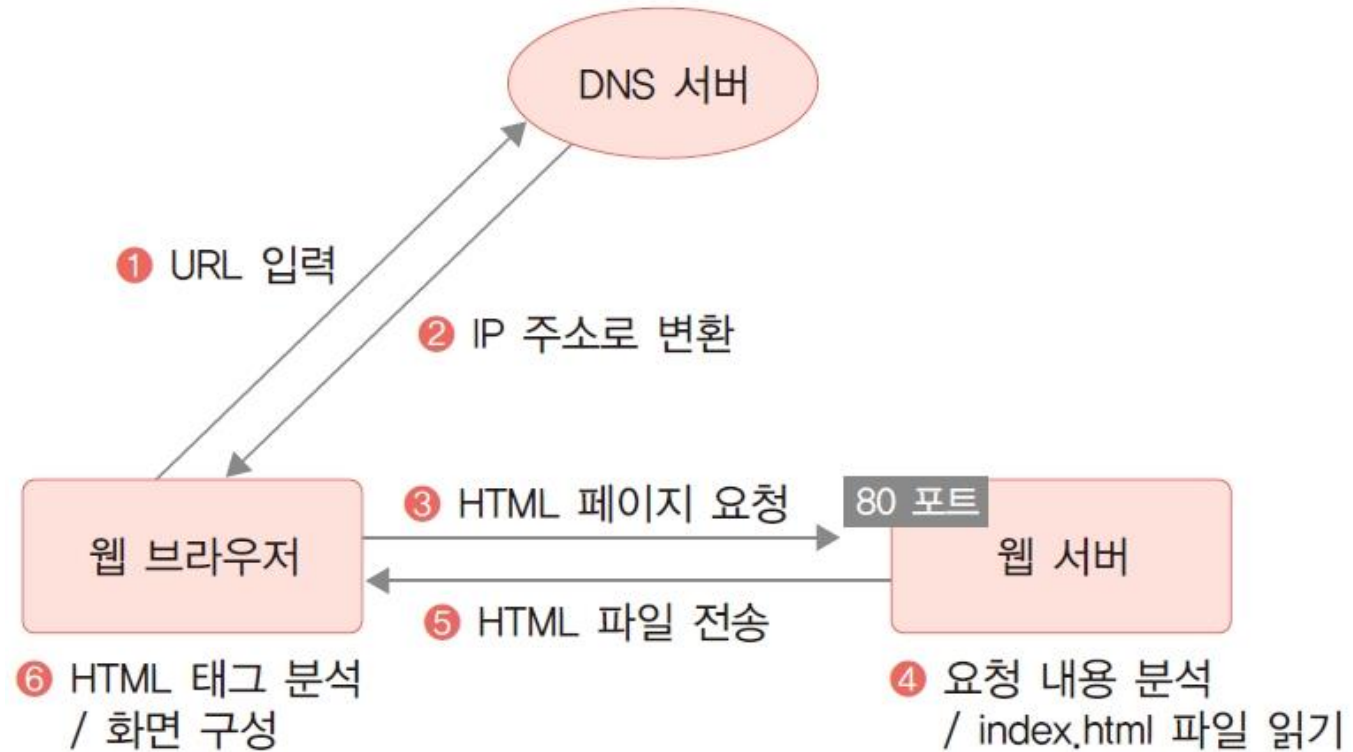 DNS 서버
❶ URL 입력
❷ IP 주소로 변환
❸ HTML 페이지 요청
80 포트
웹 브라우저
웹 서버
❺ HTML 파일 전송
❻ HTML 태그 분석
/ 화면 구성
❹ 요청 내용 분석
/ index.html 파일 읽기